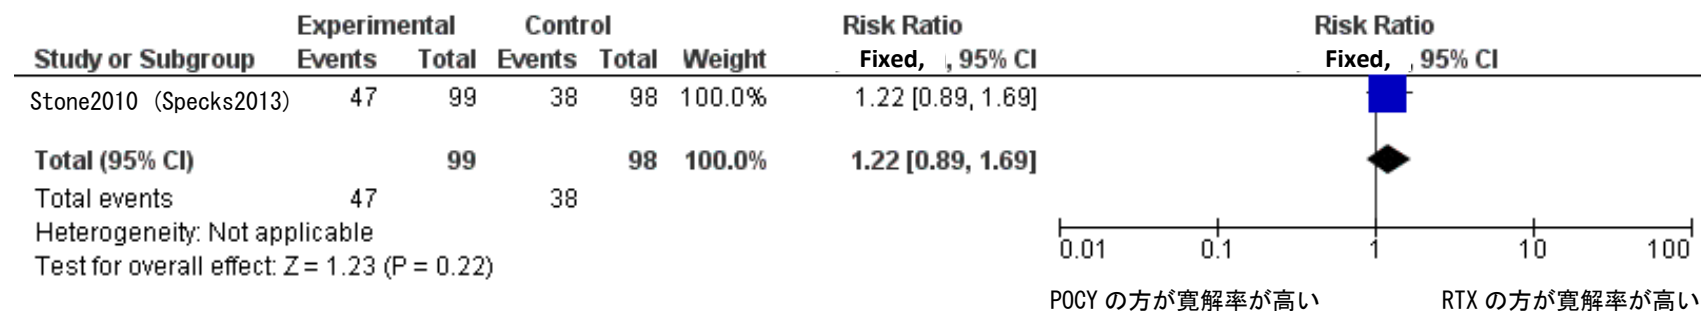 Experimental Control Risk Ratio Risk Ratio
Study or Subgroup Events Total Events Total Weight Fixed, , 95% CI Fixed, , 95% CI
Stone2010 (Specks2013) 47 99 38 98 100.0% 1.22 [0.89, 1.69]
Total (95% CI) 99 98 100.0% 1.22 [0.89, 1.69]
Total events 47 38
Heterogeneity: Not applicable
Test for overall effect: Z = 1.23 (P = 0.22)
0.01 0.1 1 10 100
POCY の方が寛解率が高い RTX の方が寛解率が高い